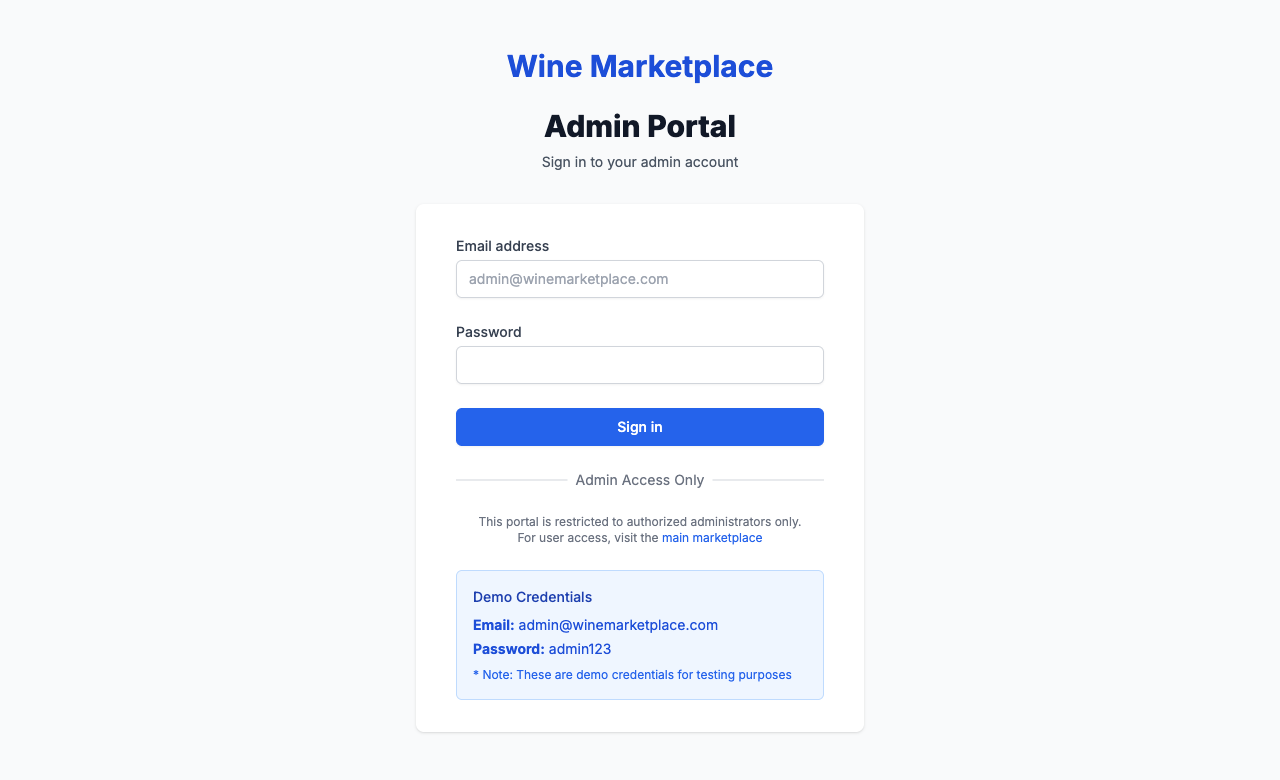 Wine Marketplace
Admin Portal
Sign in to your admin account
Email address
admin@winemarketplace.com
Password
Sign in
Admin Access Only
This portal is restricted to authorized administrators only.
For user access, visit the main marketplace
Demo Credentials
Email: admin@winemarketplace.com
Password: admin123
* Note: These are demo credentials for testing purposes